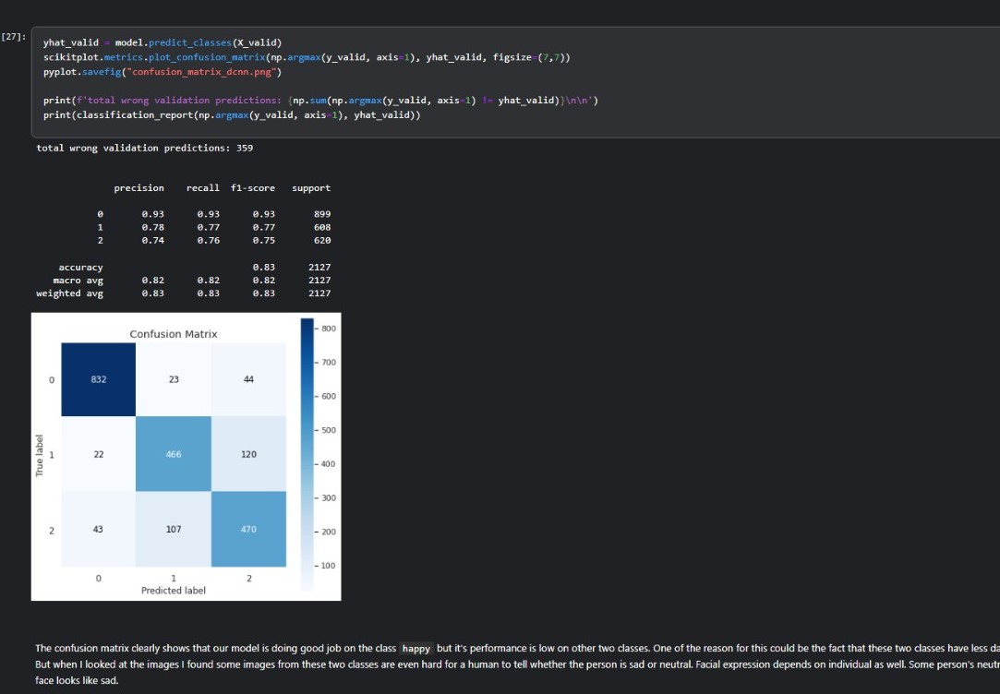 [27]:
yhat_valid = model.predict_classes(X_valid)
scikitplot.metrics.plot_confusion_matrix(np.argmax(y_valid, axis=1), yhat_valid, figsize=(7,7))
pyplot.savefig("confusion_matrix_dcnn.png")
print(f'total wrong validation predictions: {np.sum(np.argmax(y_valid, axis=1) != yhat_valid)}\n\n')
print(classification_report(np.argmax(y_valid, axis=1), yhat_valid))
total wrong validation predictions: 359
precision recall f1-score support
0 0.93 0.93 0.93 899
1 0.78 0.77 0.77 608
2 0.74 0.76 0.75 620
accuracy 0.83 2127
macro avg 0.82 0.82 0.82 2127
weighted avg 0.83 0.83 0.83 2127
Confusion Matrix
800
700
600
500
400
300
200
100
True label
0 832 23 44
1 22 466 120
2 43 107 470
0 1 2
Predicted label
The confusion matrix clearly shows that our model is doing good job on the class happy but it's performance is low on other two classes. One of the reason for this could be the fact that these two classes have less da
But when I looked at the images I found some images from these two classes are even hard for a human to tell whether the person is sad or neutral. Facial expression depends on individual as well. Some person's neutr
face looks like sad.